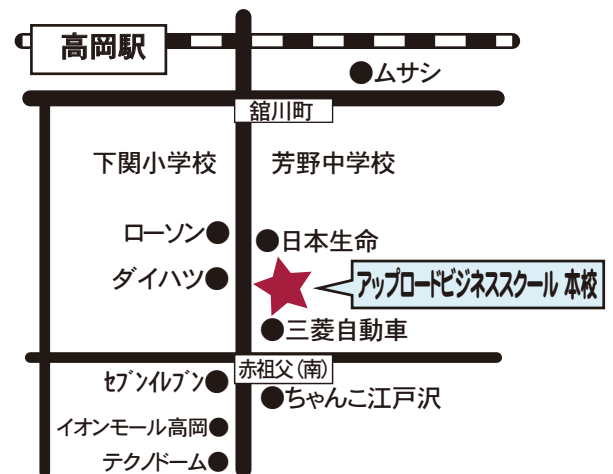 高岡駅
●ムサシ
舘川町
下関小学校
芳野中学校
ローソン●
●日本生命
ダイハツ●
アップロードビジネススクール 本校
●三菱自動車
赤祖父(南)
セブンイレブン●
●ちゃんこ江戸沢
イオンモール高岡●
テクノドーム●